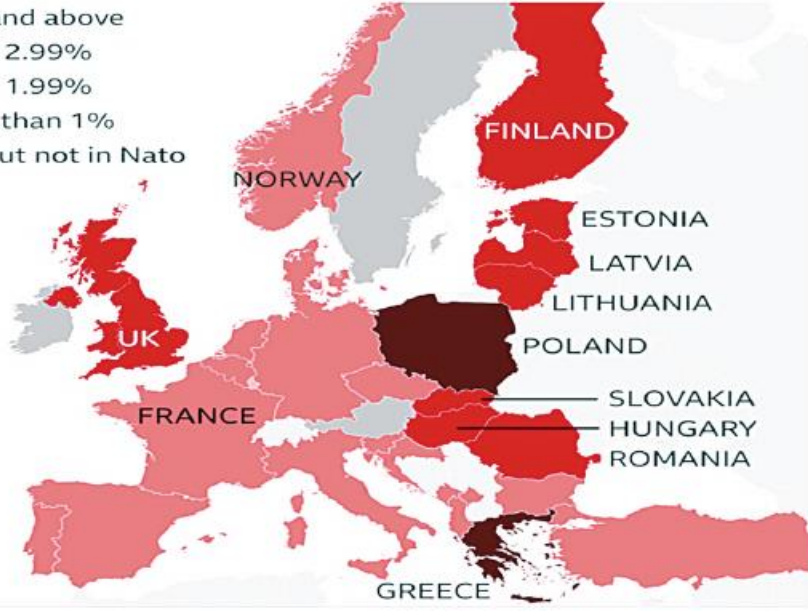 and above
2.99%
1.99%
than 1%
ut not in Nato
FINLAND
NORWAY
ESTONIA
LATVIA
LITHUANIA
UK
POLAND
SLOVAKIA
FRANCE
HUNGARY
ROMANIA
GREECE